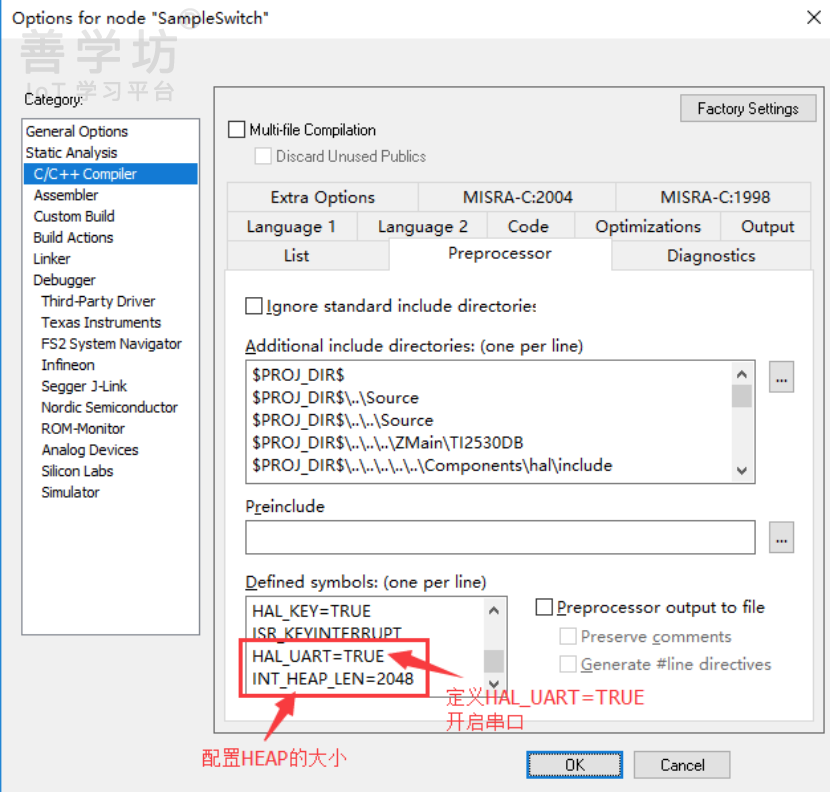 Options for node "SampleSwitch"
善学坊
IoT 学习平台
Category:
Factory Settings
General Options
Static Analysis
C/C++ Compiler
Assembler
Custom Build
Build Actions
Linker
Debugger
Third-Party Driver
Texas Instruments
FS2 System Navigator
Infineon
Segger J-Link
Nordic Semiconductor
ROM-Monitor
Analog Devices
Silicon Labs
Simulator
Multi-file Compilation
Discard Unused Publics
Extra Options MISRA-C:2004 MISRA-C:1998
Language 1 Language 2 Code Optimizations Output
List Preprocessor Diagnostics
Ignore standard include directories
Additional include directories: (one per line)
$PROJ_DIR$
$PROJ_DIR$\..\Source
$PROJ_DIR$\..\..\Source
$PROJ_DIR$\..\..\..\ZMain\TI2530DB
$PROJ_DIR$\..\..\..\..\..\Components\hal\include
...
Preinclude
...
Defined symbols: (one per line)
HAL_KEY=TRUE
ISR_KEYINTERRUPT
HAL_UART=TRUE
INT_HEAP_LEN=2048
Preprocessor output to file
Preserve comments
Generate #line directives
定义HAL_UART=TRUE
开启串口
配置HEAP的大小
OK Cancel